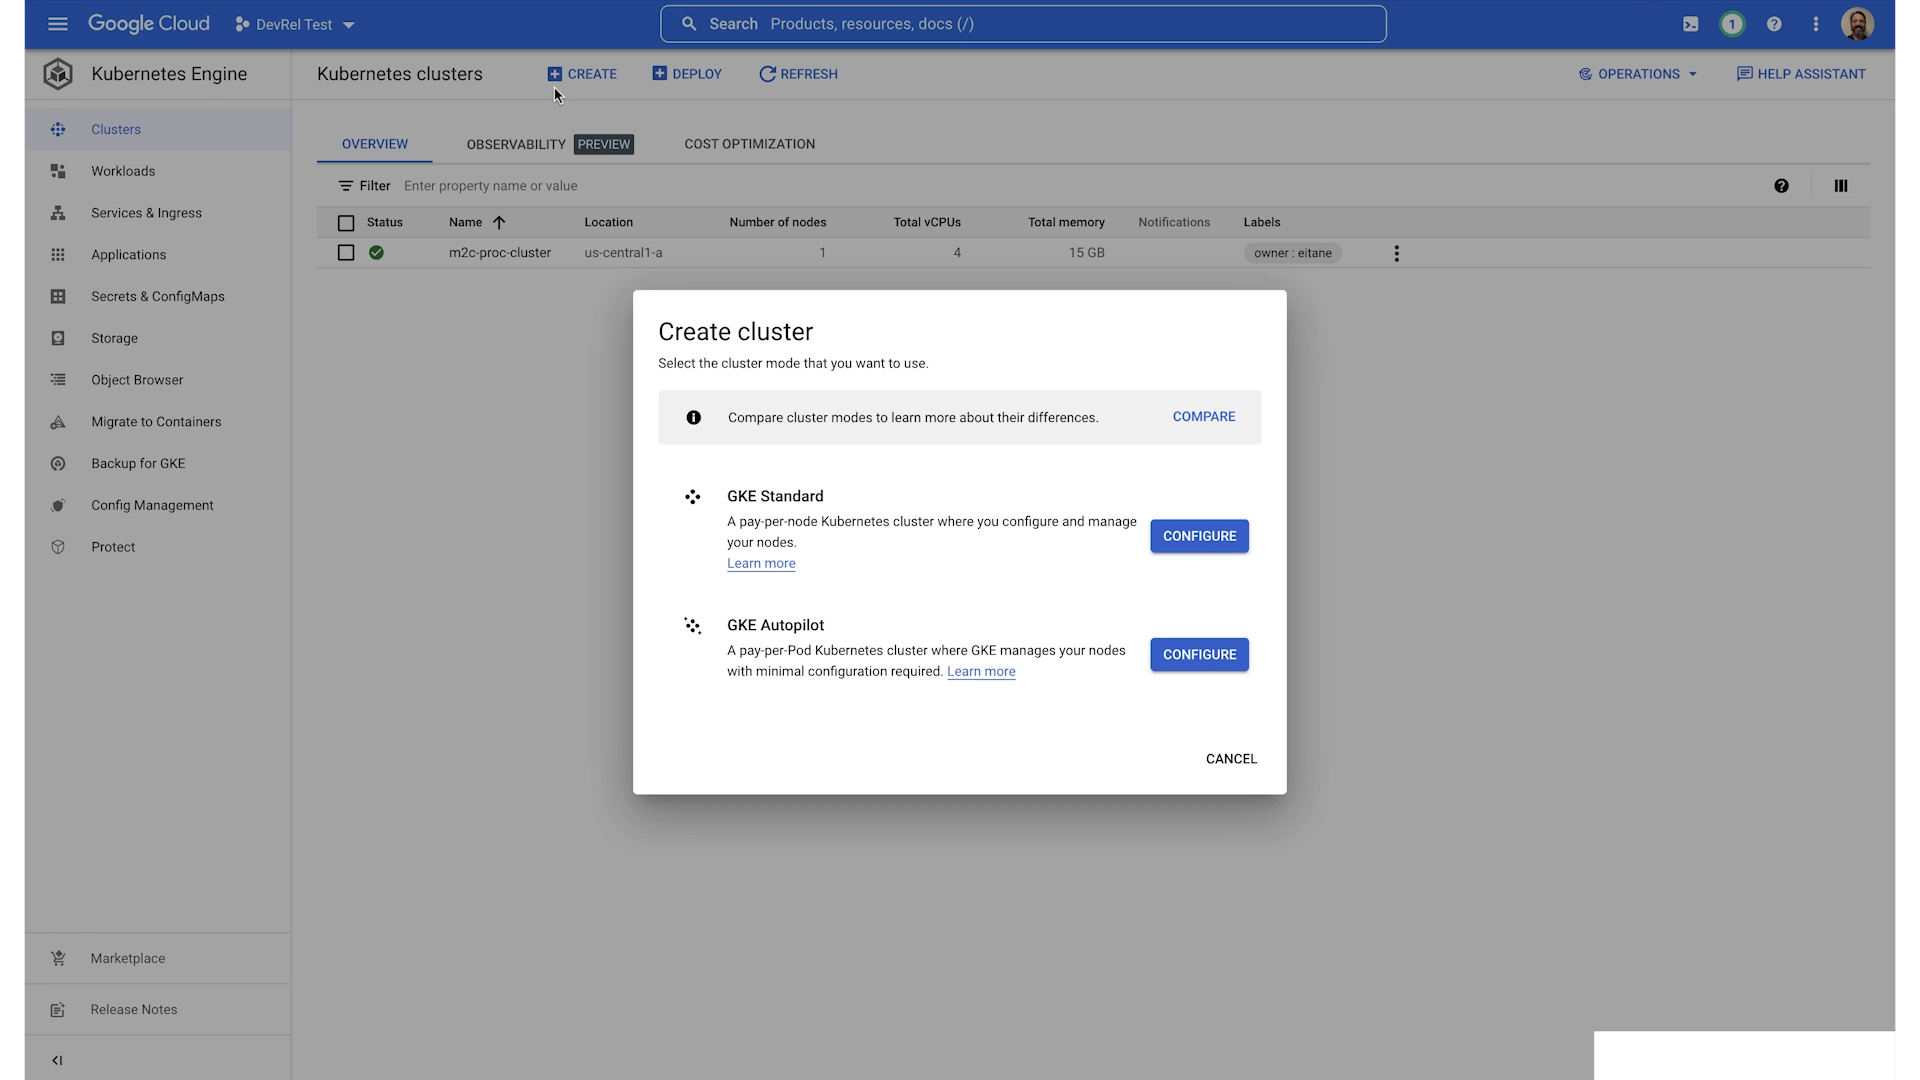 Google Cloud
DevRel Test
Search Products, resources, docs (/)
1
Kubernetes Engine
Kubernetes clusters
CREATE
DEPLOY
REFRESH
OPERATIONS
HELP ASSISTANT
Clusters
Workloads
Services & Ingress
Applications
Secrets & ConfigMaps
Storage
Object Browser
Migrate to Containers
Backup for GKE
Config Management
Protect
Marketplace
Release Notes
OVERVIEW
OBSERVABILITY PREVIEW
COST OPTIMIZATION
Filter Enter property name or value
Status Name Location Number of nodes Total vCPUs Total memory Notifications Labels
m2c-proc-cluster us-central1-a 1 4 15 GB owner : eitane
Create cluster
Select the cluster mode that you want to use.
Compare cluster modes to learn more about their differences. COMPARE
GKE Standard
A pay-per-node Kubernetes cluster where you configure and manage
your nodes.
Learn more
CONFIGURE
GKE Autopilot
A pay-per-Pod Kubernetes cluster where GKE manages your nodes
with minimal configuration required. Learn more
CONFIGURE
CANCEL